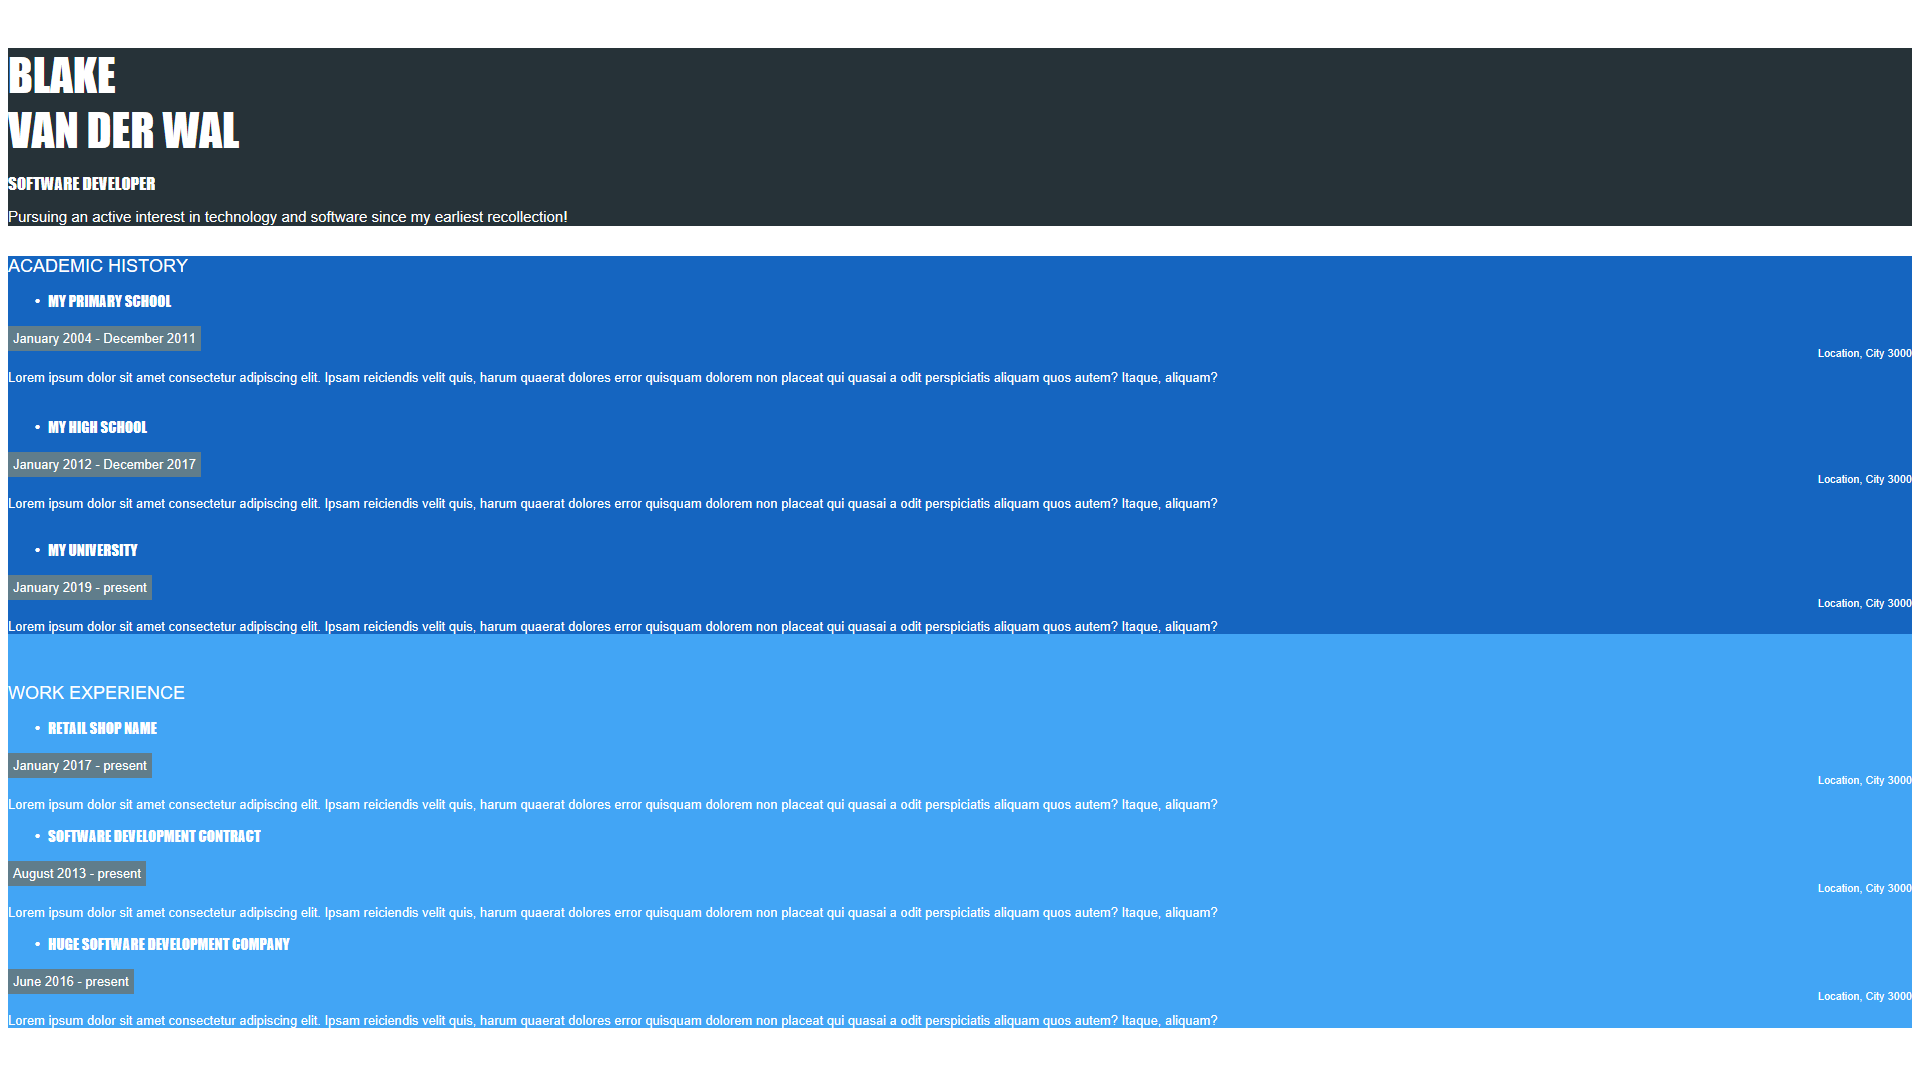 BLAKE
VAN DER WAL
SOFTWARE DEVELOPER
Pursuing an active interest in technology and software since my earliest recollection!
ACADEMIC HISTORY
• MY PRIMARY SCHOOL
January 2004 - December 2011
Location, City 3000
Lorem ipsum dolor sit amet consectetur adipiscing elit. Ipsam reiciendis velit quis, harum quaerat dolores error quisquam dolorem non placeat qui quasai a odit perspiciatis aliquam quos autem? Itaque, aliquam?
• MY HIGH SCHOOL
January 2012 - December 2017
Location, City 3000
Lorem ipsum dolor sit amet consectetur adipiscing elit. Ipsam reiciendis velit quis, harum quaerat dolores error quisquam dolorem non placeat qui quasai a odit perspiciatis aliquam quos autem? Itaque, aliquam?
• MY UNIVERSITY
January 2019 - present
Location, City 3000
Lorem ipsum dolor sit amet consectetur adipiscing elit. Ipsam reiciendis velit quis, harum quaerat dolores error quisquam dolorem non placeat qui quasai a odit perspiciatis aliquam quos autem? Itaque, aliquam?
WORK EXPERIENCE
• RETAIL SHOP NAME
January 2017 - present
Location, City 3000
Lorem ipsum dolor sit amet consectetur adipiscing elit. Ipsam reiciendis velit quis, harum quaerat dolores error quisquam dolorem non placeat qui quasai a odit perspiciatis aliquam quos autem? Itaque, aliquam?
• SOFTWARE DEVELOPMENT CONTRACT
August 2013 - present
Location, City 3000
Lorem ipsum dolor sit amet consectetur adipiscing elit. Ipsam reiciendis velit quis, harum quaerat dolores error quisquam dolorem non placeat qui quasai a odit perspiciatis aliquam quos autem? Itaque, aliquam?
• HUGE SOFTWARE DEVELOPMENT COMPANY
June 2016 - present
Location, City 3000
Lorem ipsum dolor sit amet consectetur adipiscing elit. Ipsam reiciendis velit quis, harum quaerat dolores error quisquam dolorem non placeat qui quasai a odit perspiciatis aliquam quos autem? Itaque, aliquam?